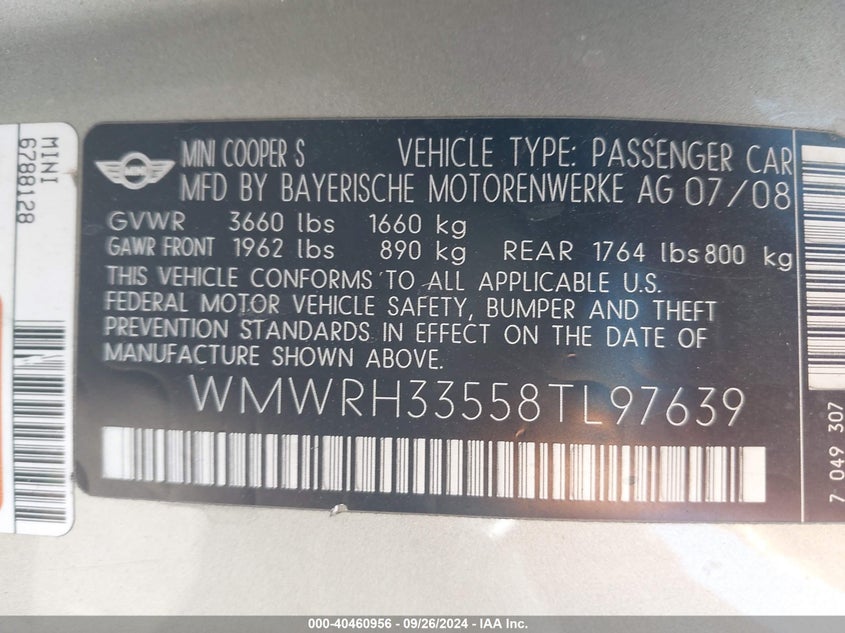 MINI COOPER S VEHICLE TYPE: PASSENGER CAR
MINI
MFD BY BAYERISCHE MOTORENWERKE AG 07/08
GVWR 3660 lbs 1660 kg
GAWR FRONT 1962 lbs 890 kg REAR 1764 lbs 800 kg
THIS VEHICLE CONFORMS TO ALL APPLICABLE U.S.
FEDERAL MOTOR VEHICLE SAFETY, BUMPER AND THEFT
PREVENTION STANDARDS IN EFFECT ON THE DATE OF
MANUFACTURE SHOWN ABOVE.
WMWRH33558TL97639
MINI
6788128
7 049 307
000-40460956 - 09/26/2024 - IAA Inc.